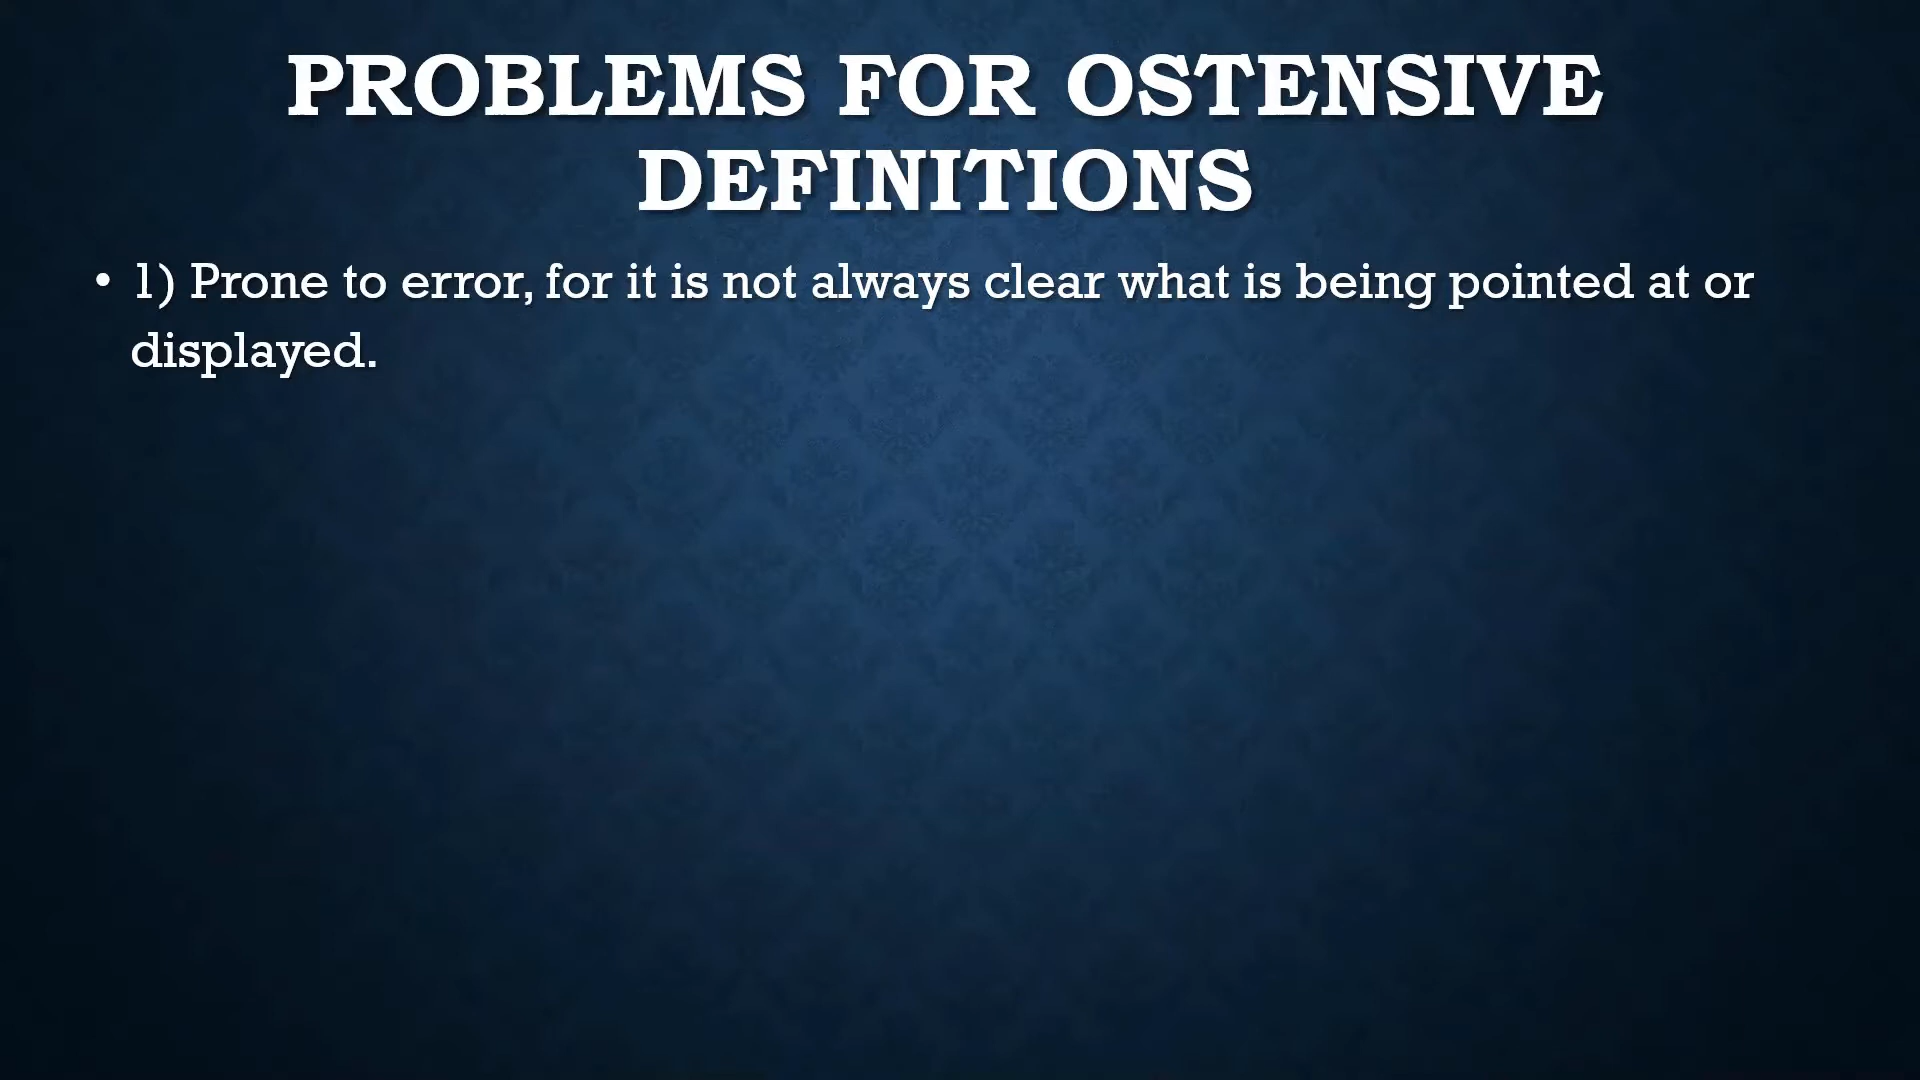 PROBLEMS FOR OSTENSIVE
DEFINITIONS
• 1) Prone to error, for it is not always clear what is being pointed at or
displayed.